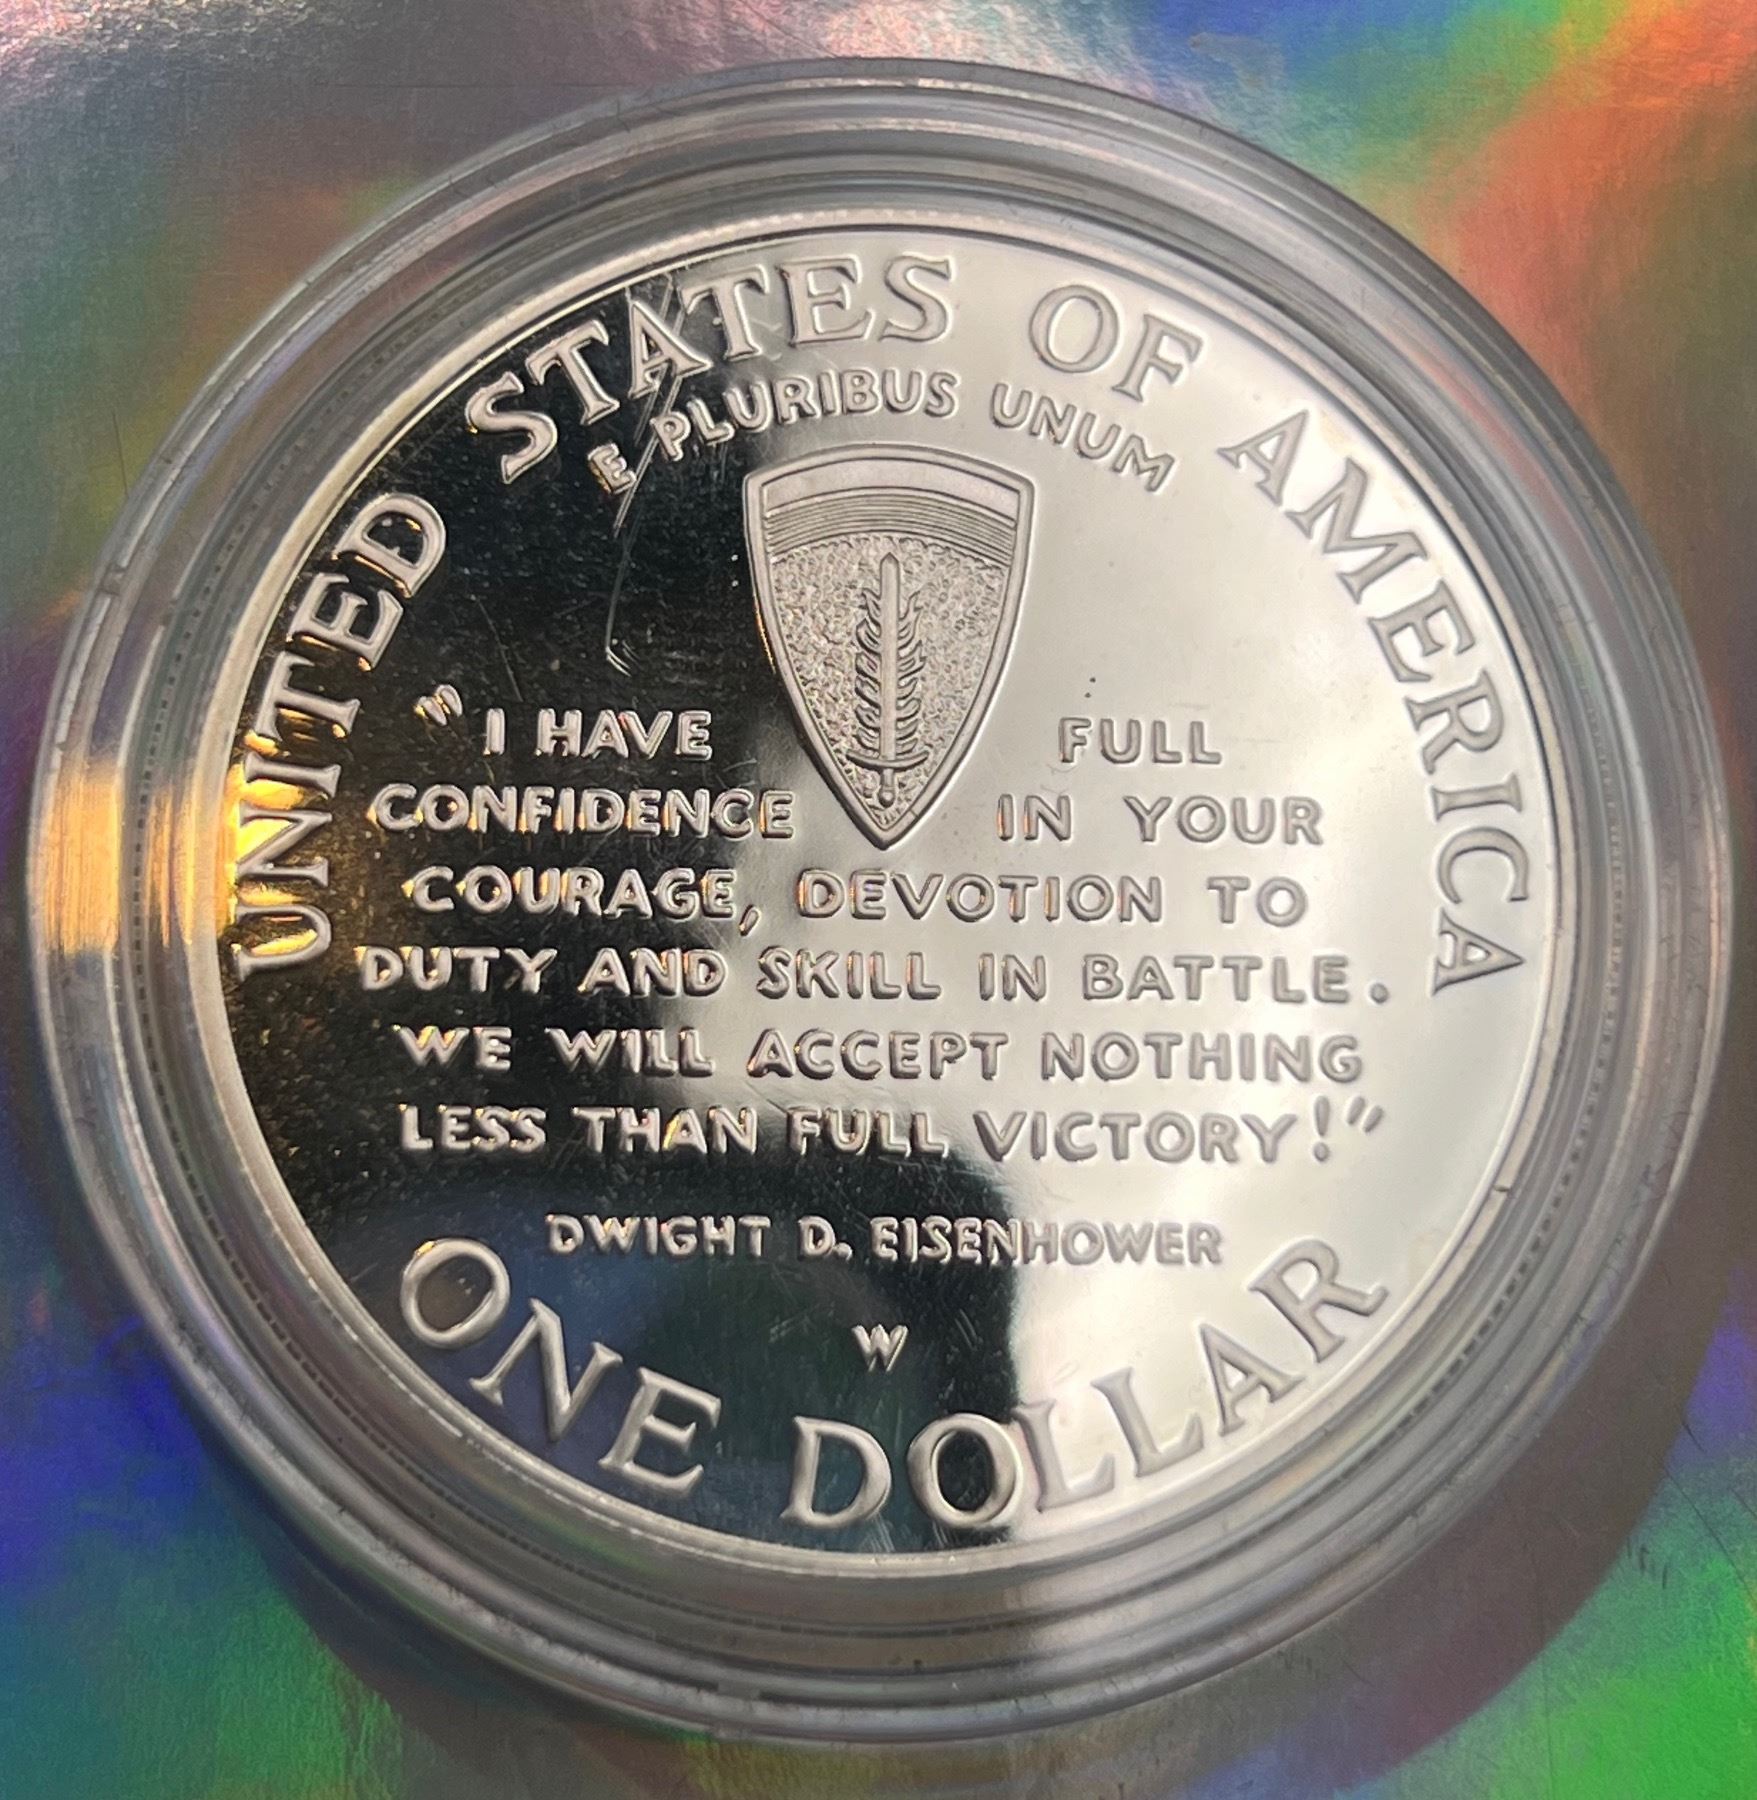 UNITED STATES OF AMERICA
E PLURIBUS UNUM
"I HAVE FULL
CONFIDENCE IN YOUR
COURAGE, DEVOTION TO
DUTY AND SKILL IN BATTLE.
WE WILL ACCEPT NOTHING
LESS THAN FULL VICTORY!"
DWIGHT D. EISENHOWER
W
ONE DOLLAR